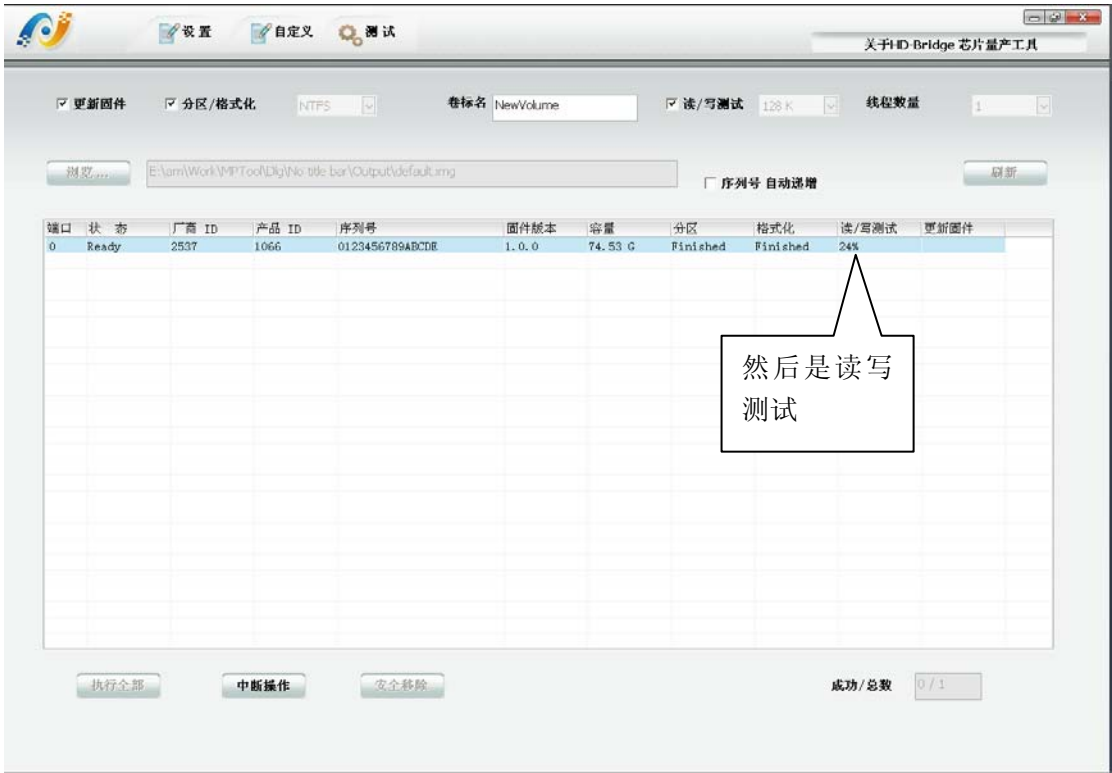 设置 自定义 测试
关于HD-Bridge 芯片量产工具
更新固件 分区/格式化 NTFS 卷标名 NewVolume 读/写测试 128 K 线程数量 1
浏览... E:\am\Work\MPTool\Dlg\No title bar\Output\default.img 序列号 自动递增 刷新
端口 状 态 厂商 ID 产品 ID 序列号 固件版本 容量 分区 格式化 读/写测试 更新固件
0 Ready 2537 1066 0123456789ABCDE 1.0.0 74.53 G Finished Finished 24%
然后是读写
测试
执行全部 中断操作 安全移除 成功/总数 0 / 1